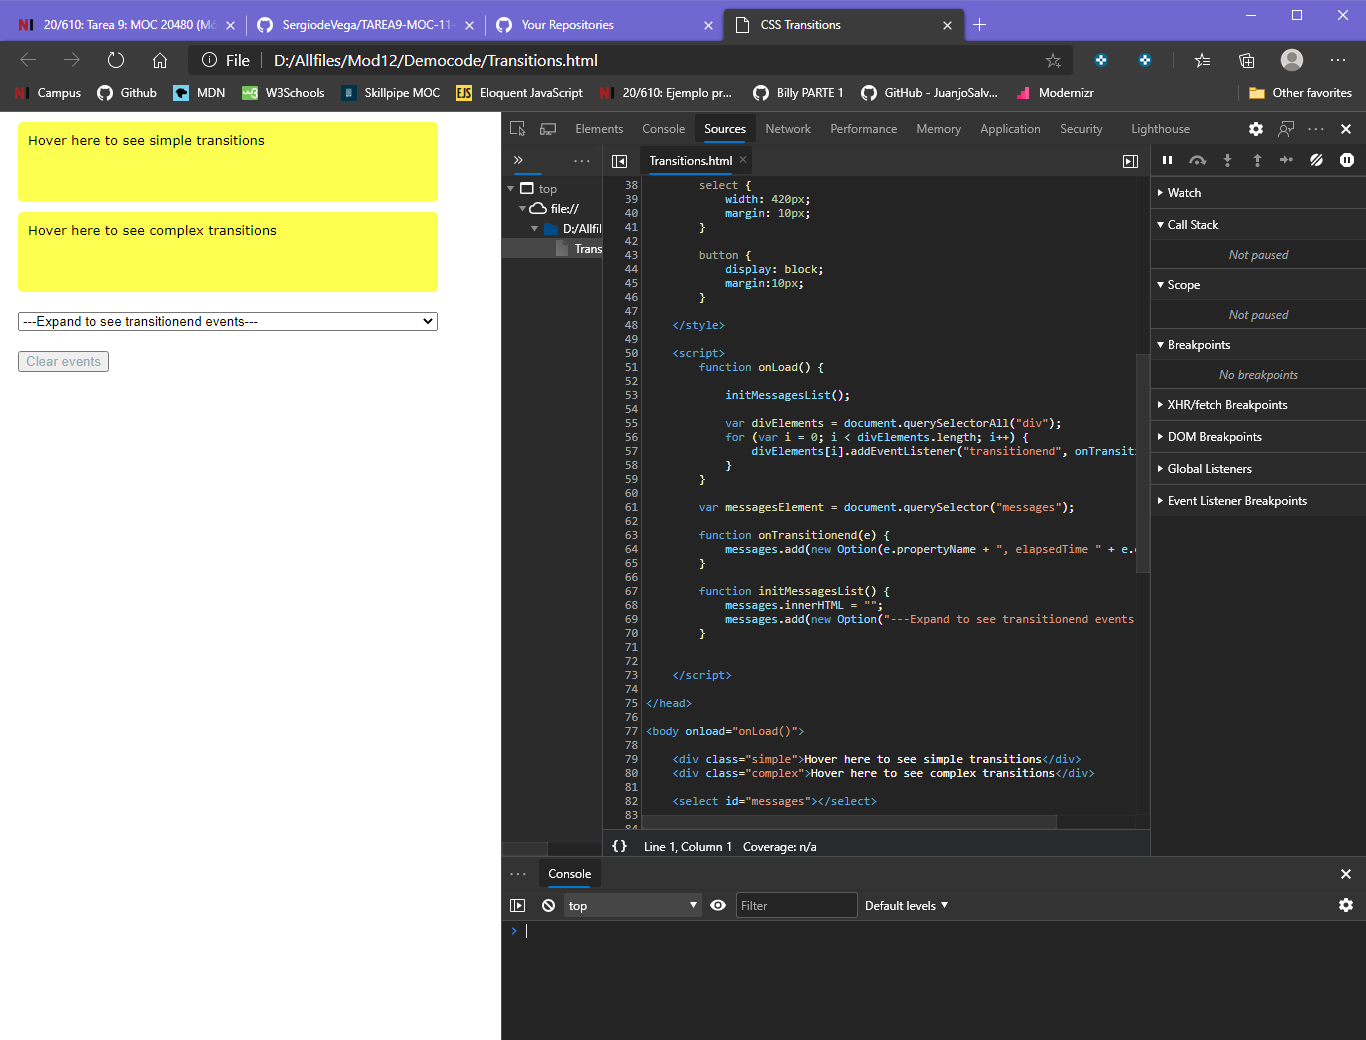 20/610: Tarea 9: MOC 20480 (Mó
SergiodeVega/TAREA9-MOC-11-
Your Repositories
CSS Transitions
File D:/Allfiles/Mod12/Democode/Transitions.html
Campus Github MDN W3Schools Skillpipe MOC EJS Eloquent JavaScript 20/610: Ejemplo pr... Billy PARTE 1 GitHub - JuanjoSalv... Modernizr Other favorites
Hover here to see simple transitions
Hover here to see complex transitions
---Expand to see transitionend events---
Clear events
Elements Console Sources Network Performance Memory Application Security Lighthouse
Transitions.html
top
file://
D:/Allfil
Trans
38 select {
39 width: 420px;
40 margin: 10px;
41 }
42
43 button {
44 display: block;
45 margin:10px;
46 }
47
48 </style>
49
50 <script>
51 function onLoad() {
52
53 initMessagesList();
54
55 var divElements = document.querySelectorAll("div");
56 for (var i = 0; i < divElements.length; i++) {
57 divElements[i].addEventListener("transitionend", onTransiti
58 }
59 }
60
61 var messagesElement = document.querySelector("messages");
62
63 function onTransitionend(e) {
64 messages.add(new Option(e.propertyName + ", elapsedTime " + e.
65 }
66
67 function initMessagesList() {
68 messages.innerHTML = "";
69 messages.add(new Option("---Expand to see transitionend events
70 }
71
72
73 </script>
74
75 </head>
76
77 <body onload="onLoad()">
78
79 <div class="simple">Hover here to see simple transitions</div>
80 <div class="complex">Hover here to see complex transitions</div>
81
82 <select id="messages"></select>
83
84
{} Line 1, Column 1 Coverage: n/a
Watch
Call Stack
Not paused
Scope
Not paused
Breakpoints
No breakpoints
XHR/fetch Breakpoints
DOM Breakpoints
Global Listeners
Event Listener Breakpoints
Console
top Filter Default levels